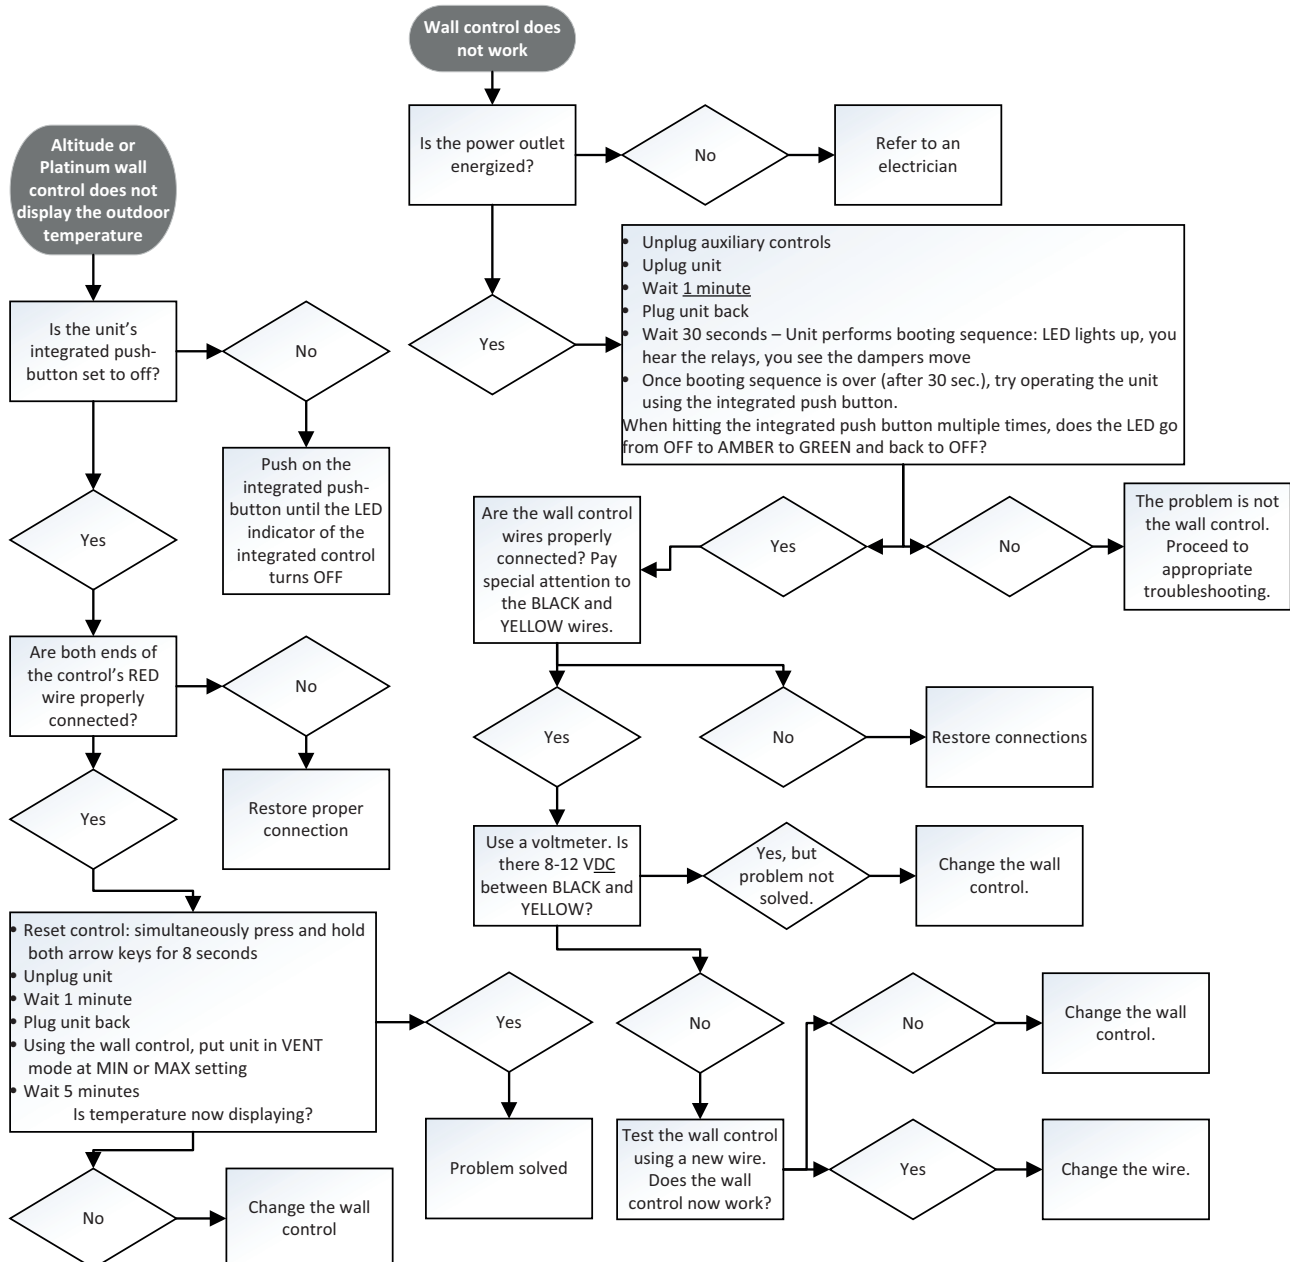 Wall control does
not work
Is the power outlet
energized?
No
Refer to an
electrician
Yes
• Unplug auxiliary controls
• Uplug unit
• Wait 1 minute
• Plug unit back
• Wait 30 seconds – Unit performs booting sequence: LED lights up, you
hear the relays, you see the dampers move
• Once booting sequence is over (after 30 sec.), try operating the unit
using the integrated push button.
When hitting the integrated push button multiple times, does the LED go
from OFF to AMBER to GREEN and back to OFF?
Yes
No
The problem is not
the wall control.
Proceed to
appropriate
troubleshooting.
Are the wall control
wires properly
connected? Pay
special attention to
the BLACK and
YELLOW wires.
Yes
No
Restore connections
Use a voltmeter. Is
there 8-12 VDC
between BLACK and
YELLOW?
Yes, but
problem not
solved.
Change the wall
control.
No
Test the wall control
using a new wire.
Does the wall
control now work?
No
Change the wall
control.
Yes
Change the wire.
Altitude or
Platinum wall
control does not
display the outdoor
temperature
Is the unit’s
integrated push-
button set to off?
No
Push on the
integrated push-
button until the LED
indicator of the
integrated control
turns OFF
Yes
Are both ends of
the control’s RED
wire properly
connected?
No
Restore proper
connection
Yes
• Reset control: simultaneously press and hold
both arrow keys for 8 seconds
• Unplug unit
• Wait 1 minute
• Plug unit back
• Using the wall control, put unit in VENT
mode at MIN or MAX setting
• Wait 5 minutes
Is temperature now displaying?
Yes
Problem solved
No
Change the wall
control